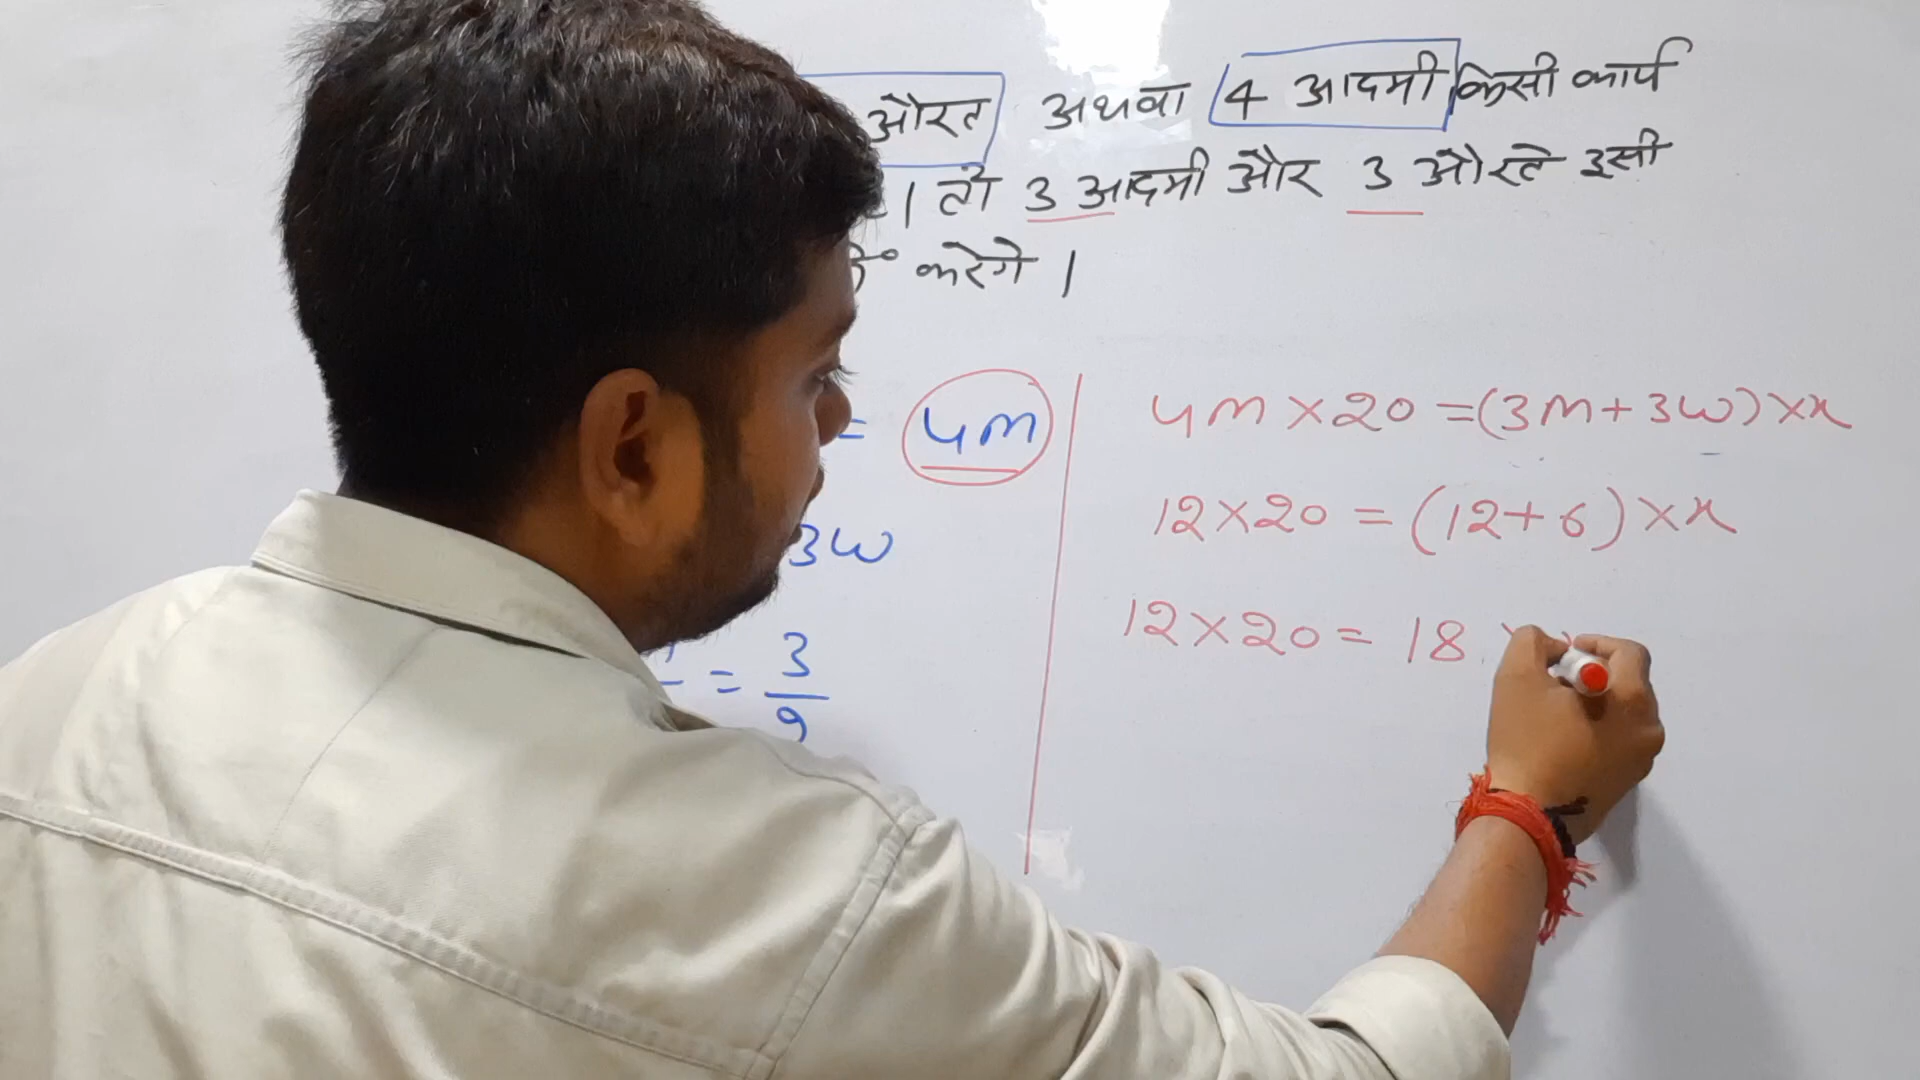 औरत अथवा 4 आदमी किसी कार्य
। तो 3 आदमी और 3 औरते इसी
करेगे ।
= 4m
3W
= 3/9
4m × 20 = (3m + 3W) × x
12 × 20 = (12 + 6) × x
12 × 20 = 18